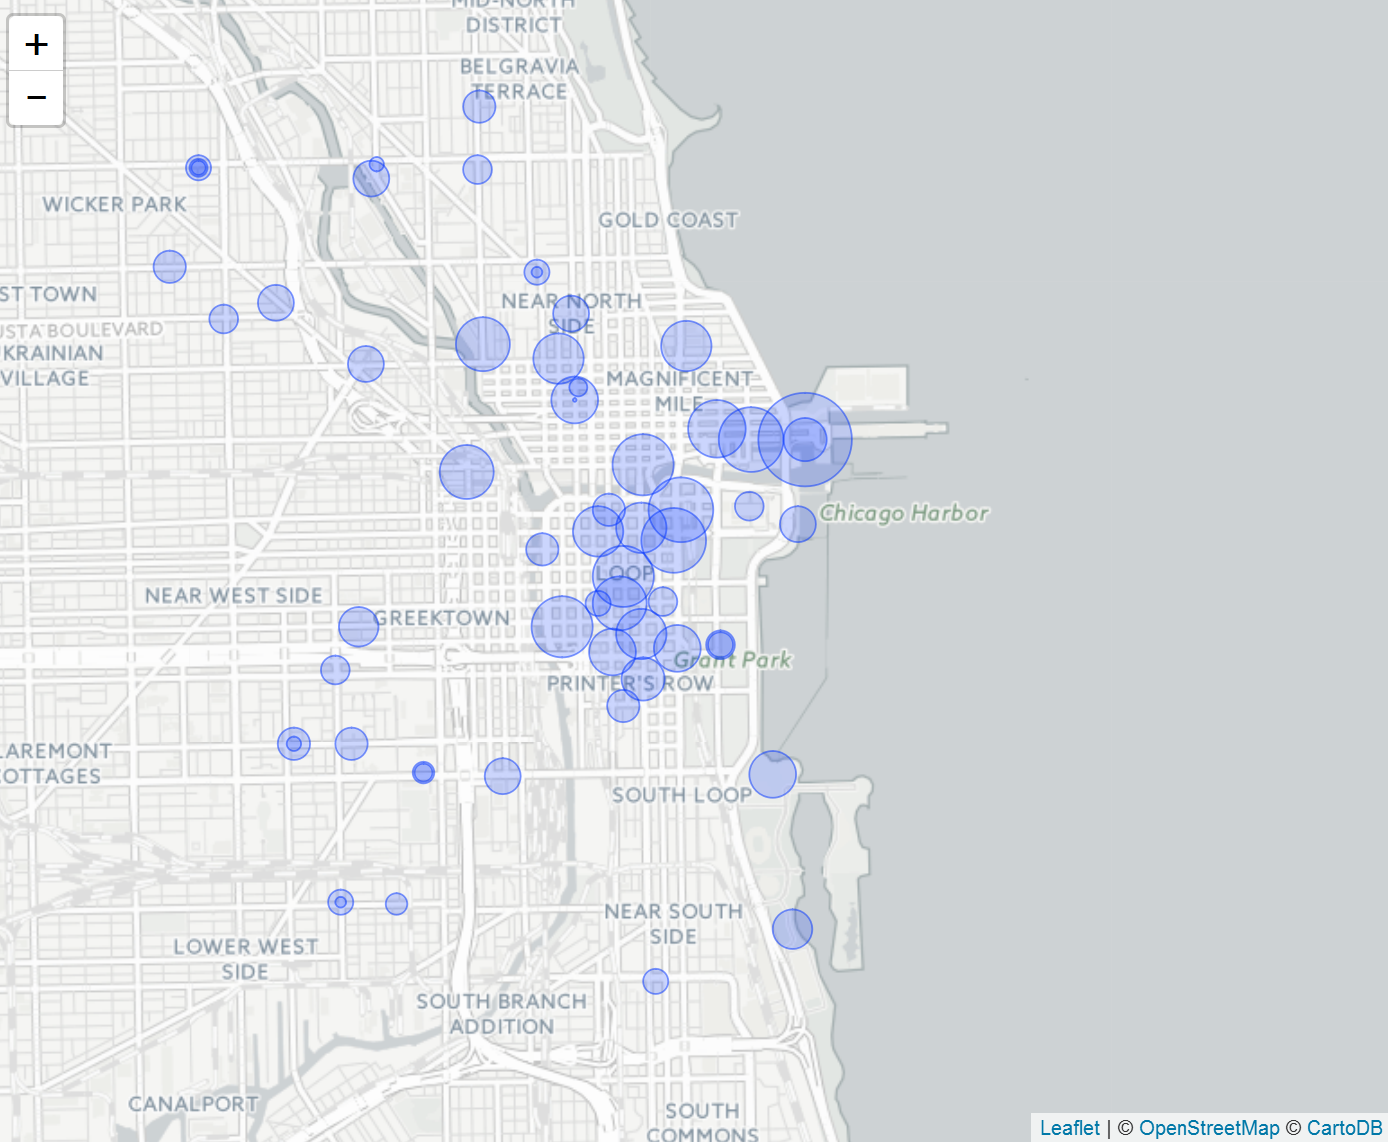 +
−
MID-NORTH
DISTRICT
BELGRAVIA
TERRACE
WICKER PARK
GOLD COAST
ST TOWN
NEAR NORTH
SIDE
USTA BOULEVARD
KRAINIAN
VILLAGE
MAGNIFICENT
MILE
Chicago Harbor
LOOP
NEAR WEST SIDE
GREEKTOWN
Grant Park
PRINTER'S ROW
LAREMONT
COTTAGES
SOUTH LOOP
NEAR SOUTH
SIDE
LOWER WEST
SIDE
SOUTH BRANCH
ADDITION
CANALPORT
SOUTH
COMMONS
Leaflet | © OpenStreetMap © CartoDB